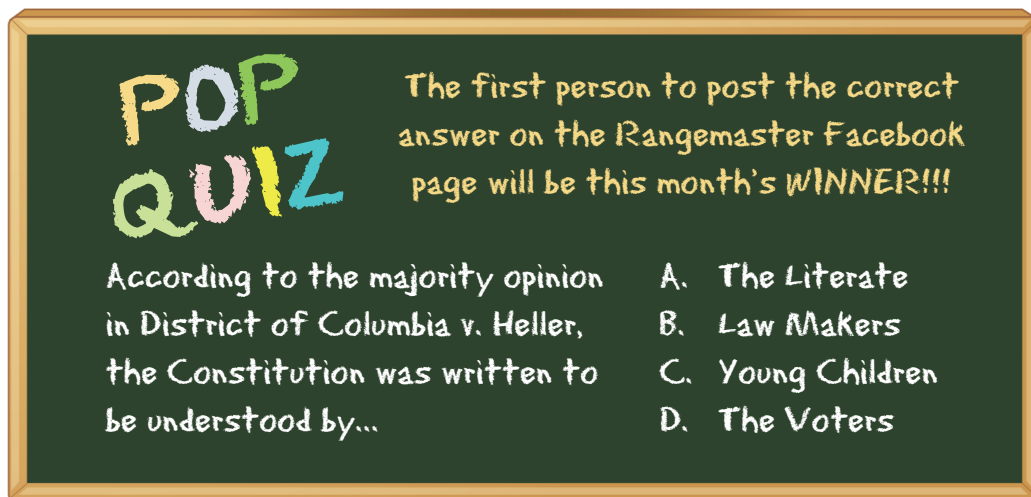 POP
QUIZ
The first person to post the correct
answer on the Rangemaster Facebook
page will be this month's WINNER!!!
According to the majority opinion
in District of Columbia v. Heller,
the Constitution was written to
be understood by...
A. The Literate
B. Law Makers
C. Young Children
D. The Voters